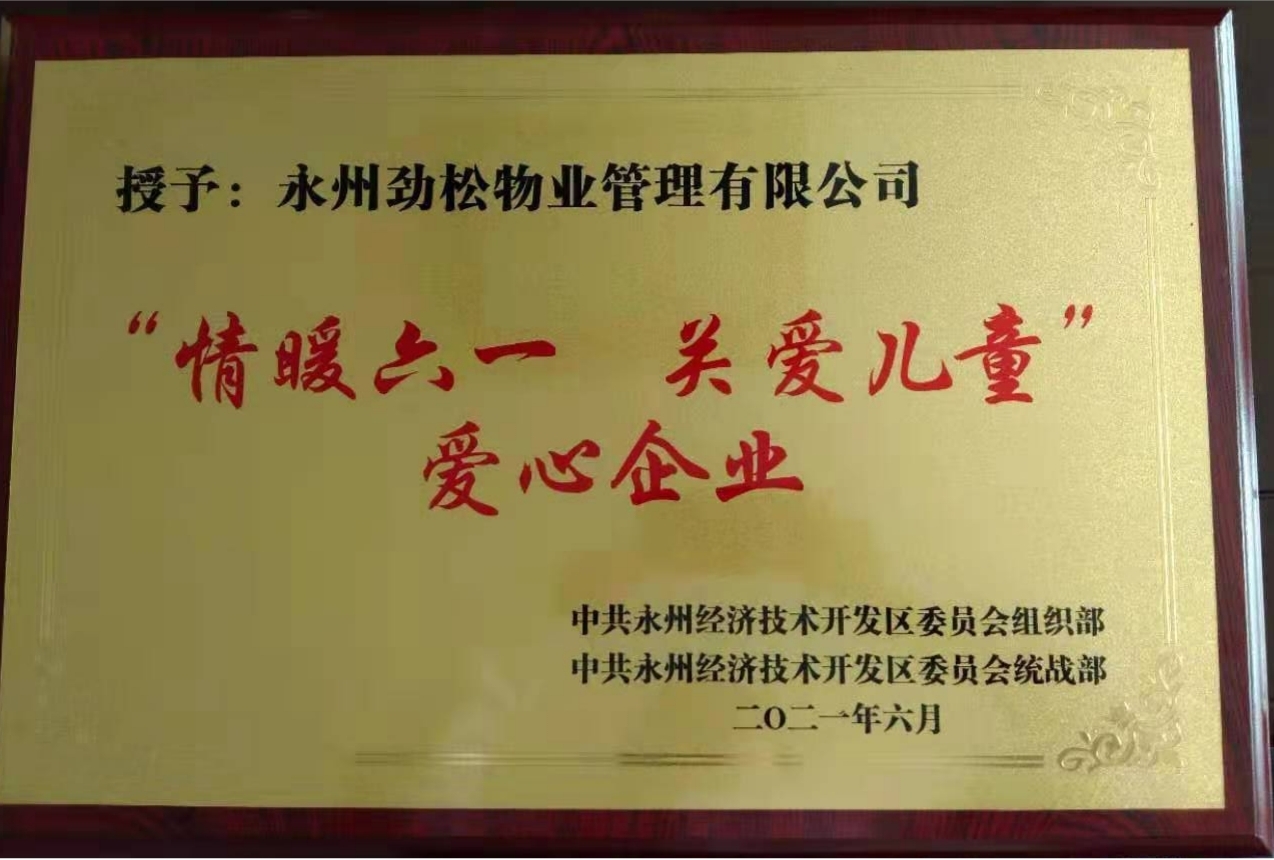 授予：永州劲松物业管理有限公司
“情暖六一 关爱儿童”
爱心企业
中共永州经济技术开发区委员会组织部
中共永州经济技术开发区委员会统战部
二O二一年六月